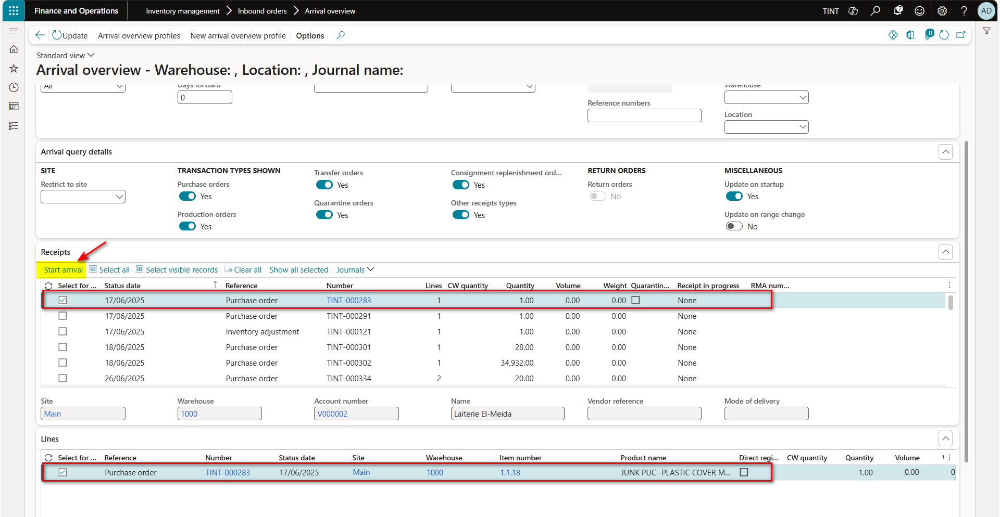 Finance and Operations Inventory management Inbound orders Arrival overview TINT 7 AD
Update Arrival overview profiles New arrival overview profile Options 0
Standard view
Arrival overview - Warehouse: , Location: , Journal name:
All Days forward Warehouse
0
Reference numbers
Location
Arrival query details
SITE TRANSACTION TYPES SHOWN Transfer orders Consignment replenishment ord... RETURN ORDERS MISCELLANEOUS
Restrict to site Purchase orders Yes Yes Return orders Update on startup
Yes No Yes
Quarantine orders Other receipts types
Production orders Yes Yes Update on range change
Yes No
Receipts
Start arrival Select all Select visible records Clear all Show all selected Journals
Select for ... Status date Reference Number Lines CW quantity Quantity Volume Weight Quarantin... Receipt in progress RMA num...
17/06/2025 Purchase order TINT-000283 1 1.00 0.00 0.00 None
17/06/2025 Purchase order TINT-000291 1 1.00 0.00 0.00 None
17/06/2025 Inventory adjustment TINT-000121 1 1.00 0.00 0.00 None
18/06/2025 Purchase order TINT-000301 1 28.00 0.00 0.00 None
18/06/2025 Purchase order TINT-000302 1 34,932.00 0.00 0.00 None
26/06/2025 Purchase order TINT-000334 2 20.00 0.00 0.00 None
Site Warehouse Account number Name Vendor reference Mode of delivery
Main 1000 V000002 Laiterie El-Meida
Lines
Select for ... Reference Number Status date Site Warehouse Item number Product name Direct regi... CW quantity Quantity Volume
Purchase order TINT-000283 17/06/2025 Main 1000 1.1.18 JUNK PUC- PLASTIC COVER M... 1.00 0.00 0